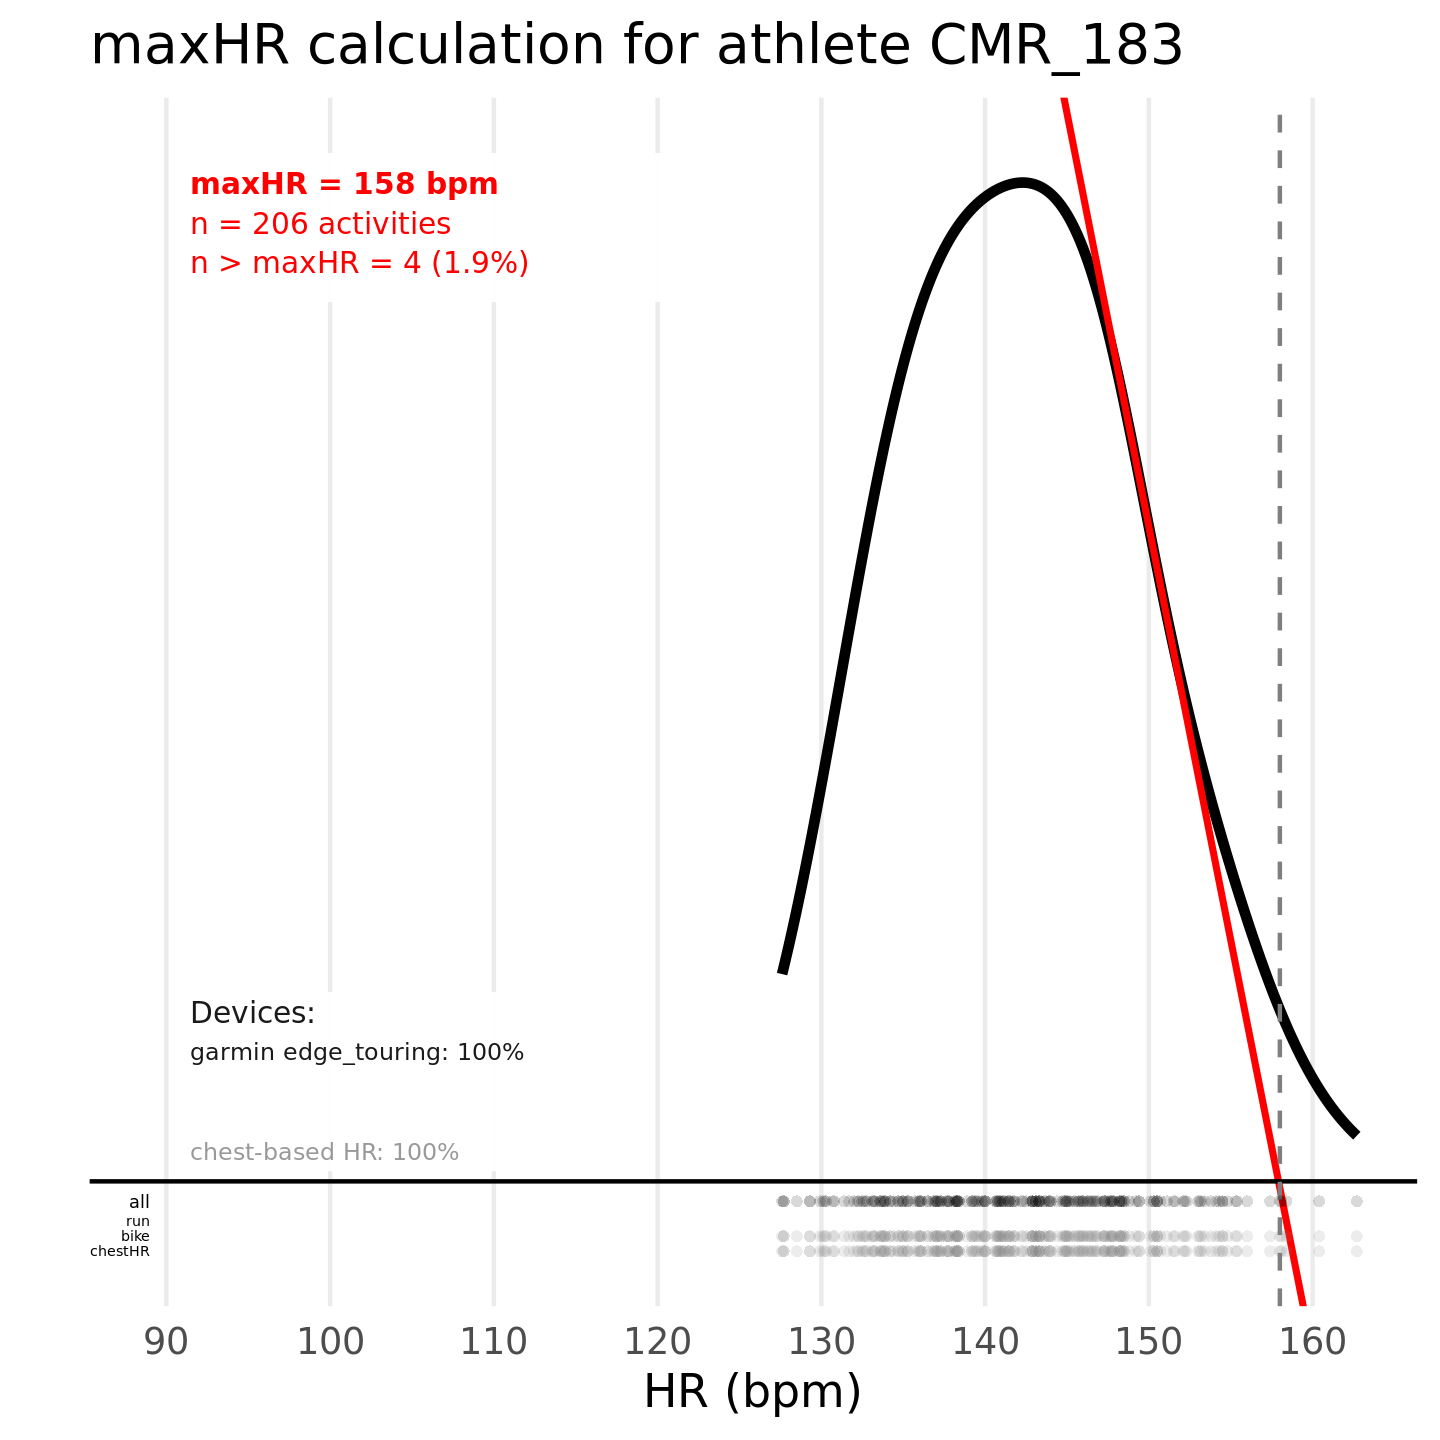 maxHR calculation for athlete CMR_183
maxHR = 158 bpm
n = 206 activities
n > maxHR = 4 (1.9%)
Devices:
garmin edge_touring: 100%
chest-based HR: 100%
all
run
bike
chestHR
90 100 110 120 130 140 150 160
HR (bpm)